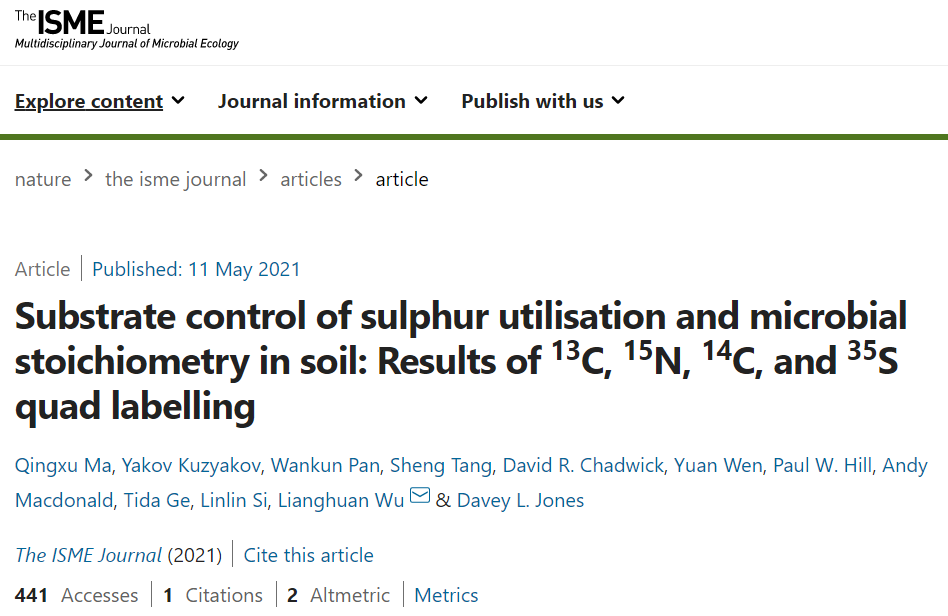 The ISME Journal
Multidisciplinary Journal of Microbial Ecology
Explore content Journal information Publish with us
nature > the isme journal > articles > article
Article | Published: 11 May 2021
Substrate control of sulphur utilisation and microbial
stoichiometry in soil: Results of ¹³C, ¹⁵N, ¹⁴C, and ³⁵S
quad labelling
Qingxu Ma, Yakov Kuzyakov, Wankun Pan, Sheng Tang, David R. Chadwick, Yuan Wen, Paul W. Hill, Andy
Macdonald, Tida Ge, Linlin Si, Lianghuan Wu & Davey L. Jones
The ISME Journal (2021) | Cite this article
441 Accesses | 1 Citations | 2 Altmetric | Metrics